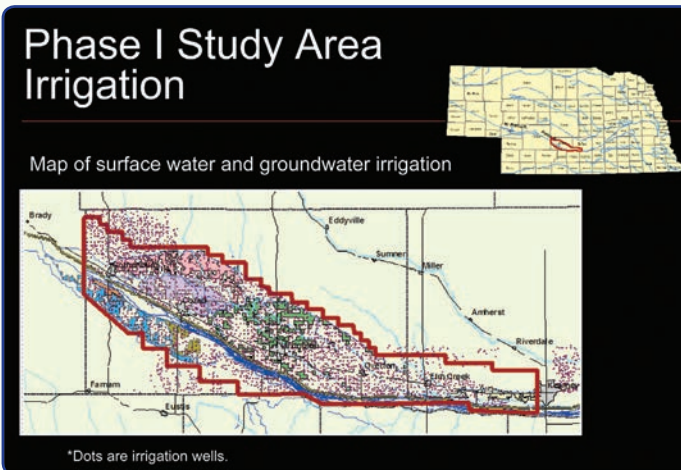 Phase I Study Area
Irrigation
Map of surface water and groundwater irrigation
Brady
Eddyville
Sumner
Miller
Amherst
Riverdale
Elm Creek
Farnam
Eustis
*Dots are irrigation wells.